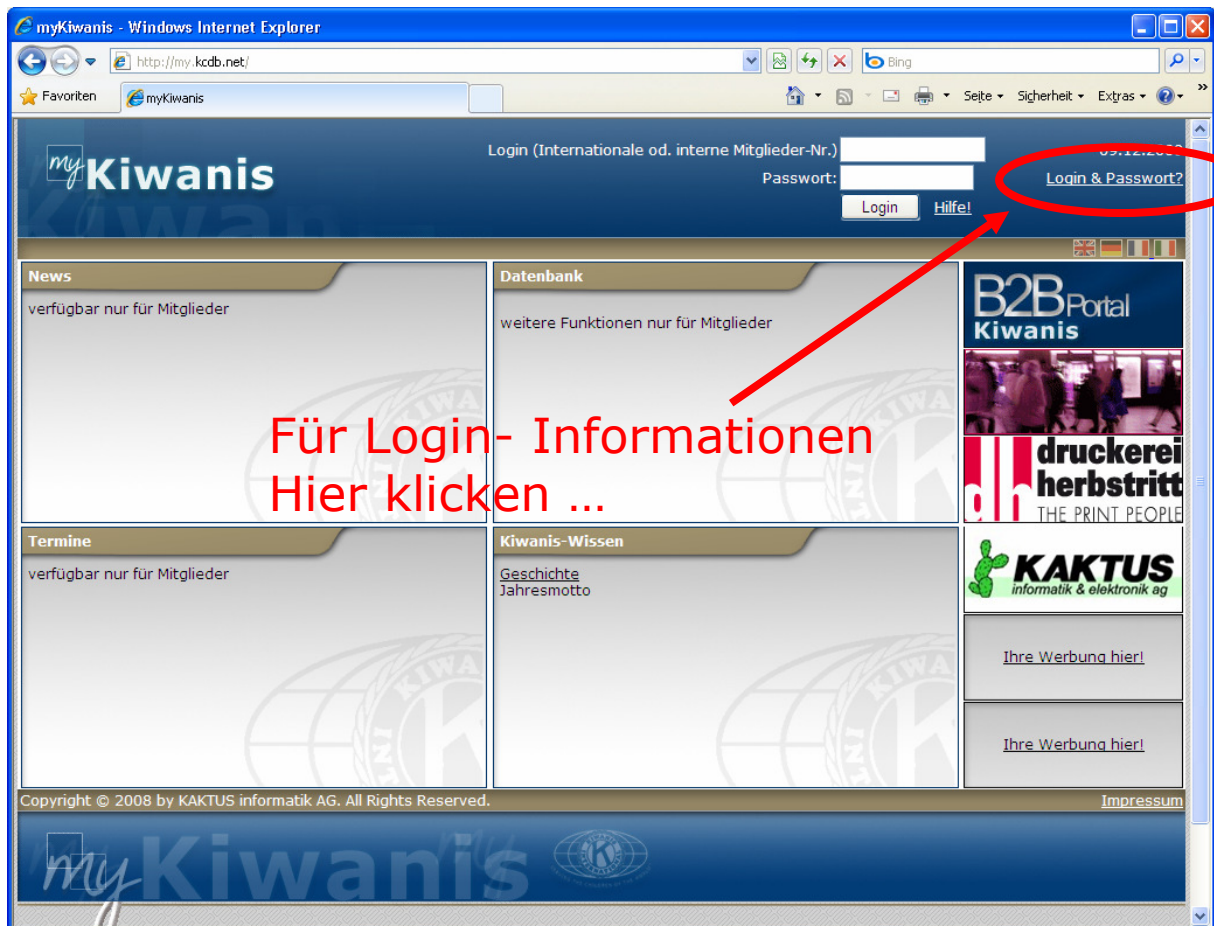 myKiwanis - Windows Internet Explorer
http://my.kcdb.net/
Bing
Favoriten
myKiwanis
Seite
Sicherheit
Extras
my Kiwanis
Login (Internationale od. interne Mitglieder-Nr.)
Passwort:
Login & Passwort?
Login
Hilfe!
News
verfügbar nur für Mitglieder
Datenbank
weitere Funktionen nur für Mitglieder
B2B Portal
Kiwanis
Für Login- Informationen
Hier klicken ...
druckerei
herbstritt
THE PRINT PEOPLE
Termine
verfügbar nur für Mitglieder
Kiwanis-Wissen
Geschichte
Jahresmotto
KAKTUS
informatik & elektronik ag
Ihre Werbung hier!
Ihre Werbung hier!
Copyright © 2008 by KAKTUS informatik AG. All Rights Reserved.
Impressum
my Kiwanis